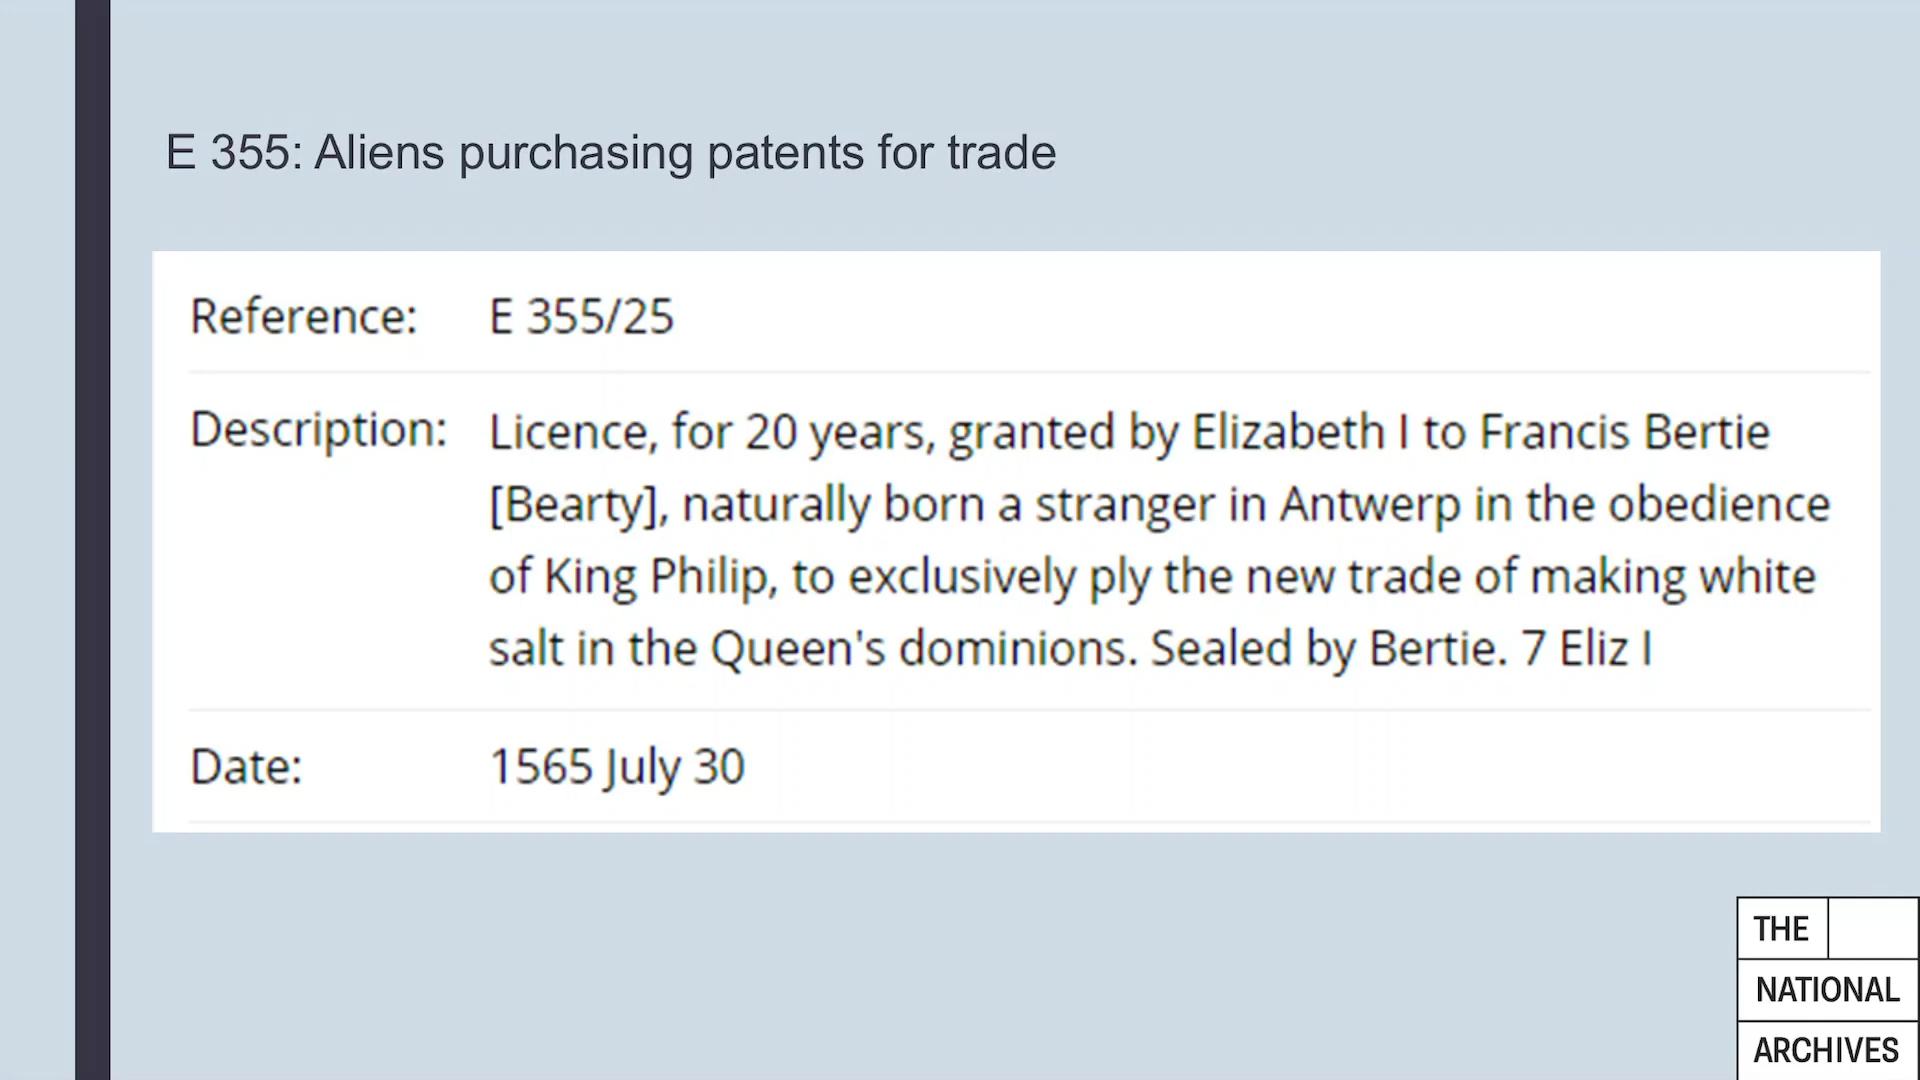 E 355: Aliens purchasing patents for trade
Reference: E 355/25
Description: Licence, for 20 years, granted by Elizabeth I to Francis Bertie
[Bearty], naturally born a stranger in Antwerp in the obedience
of King Philip, to exclusively ply the new trade of making white
salt in the Queen's dominions. Sealed by Bertie. 7 Eliz I
Date: 1565 July 30
THE
NATIONAL
ARCHIVES